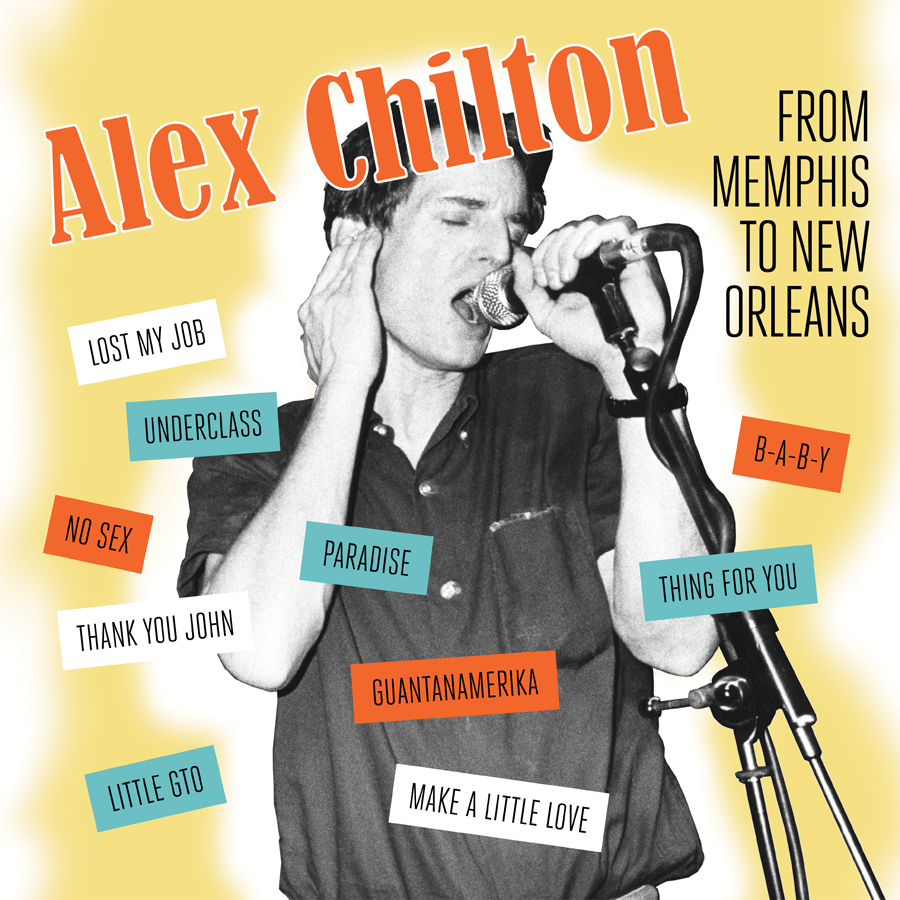 Alex Chilton
FROM
MEMPHIS
TO NEW
ORLEANS
LOST MY JOB
UNDERCLASS
B-A-B-Y
NO SEX
PARADISE
THING FOR YOU
THANK YOU JOHN
GUANTANAMERIKA
LITTLE GTO
MAKE A LITTLE LOVE